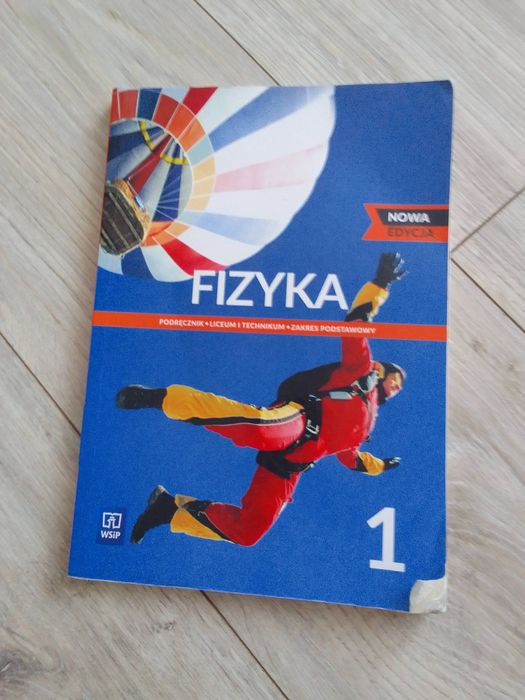 NOWA
EDYCJA
FIZYKA
PODRĘCZNIK • LICEUM I TECHNIKUM • ZAKRES PODSTAWOWY
WSiP
1